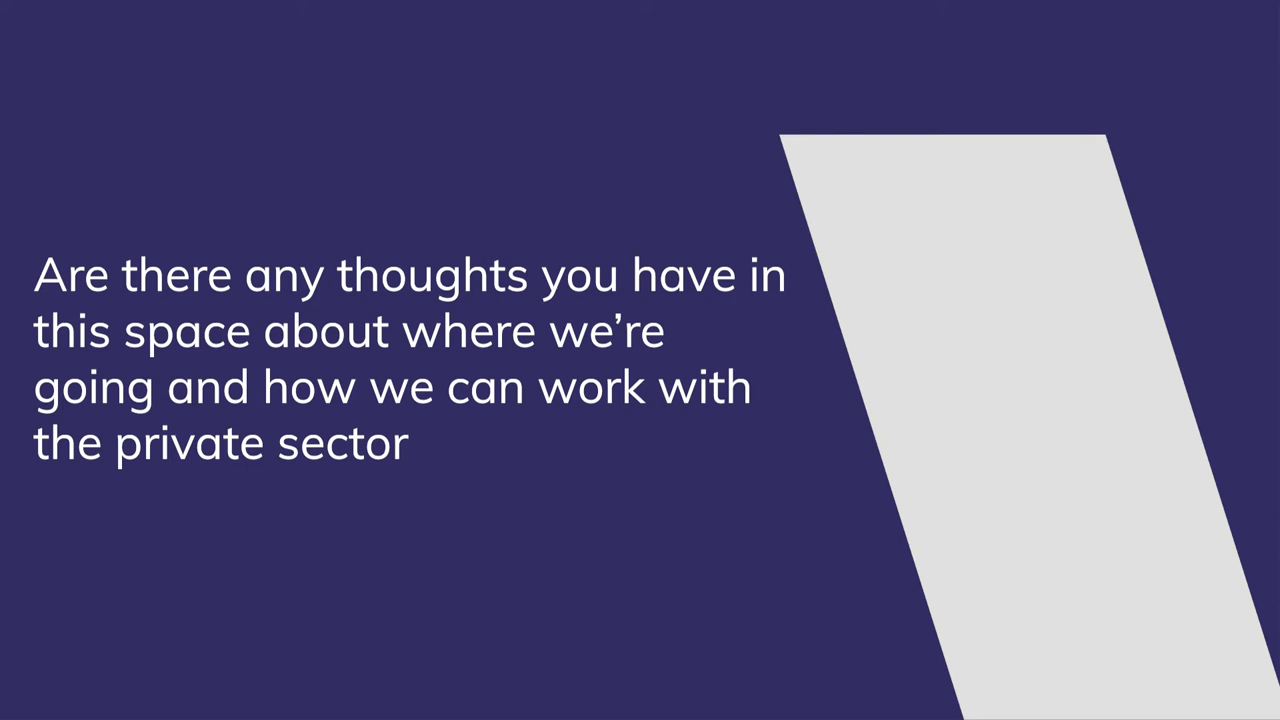 Are there any thoughts you have in
this space about where we’re
going and how we can work with
the private sector